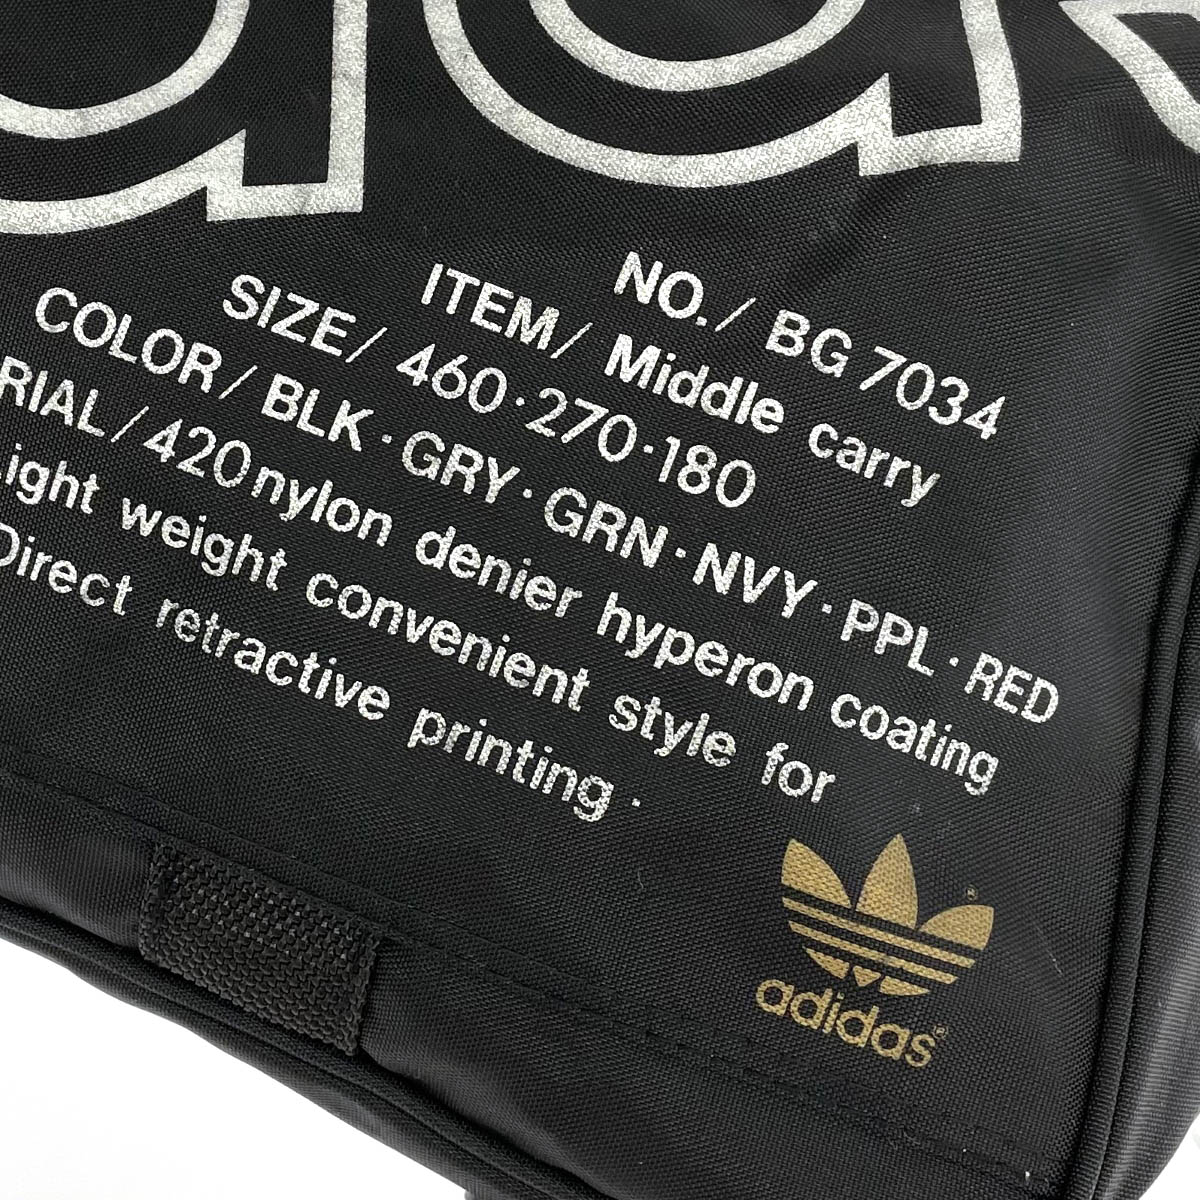 NO./ BG 7034
ITEM/ Middle carry
SIZE/ 460·270·180
COLOR/ BLK·GRY·GRN·NVY·PPL·RED
RIAL/420nylon denier hyperon coating
Light weight convenient style for
Direct retractive printing.
adidas